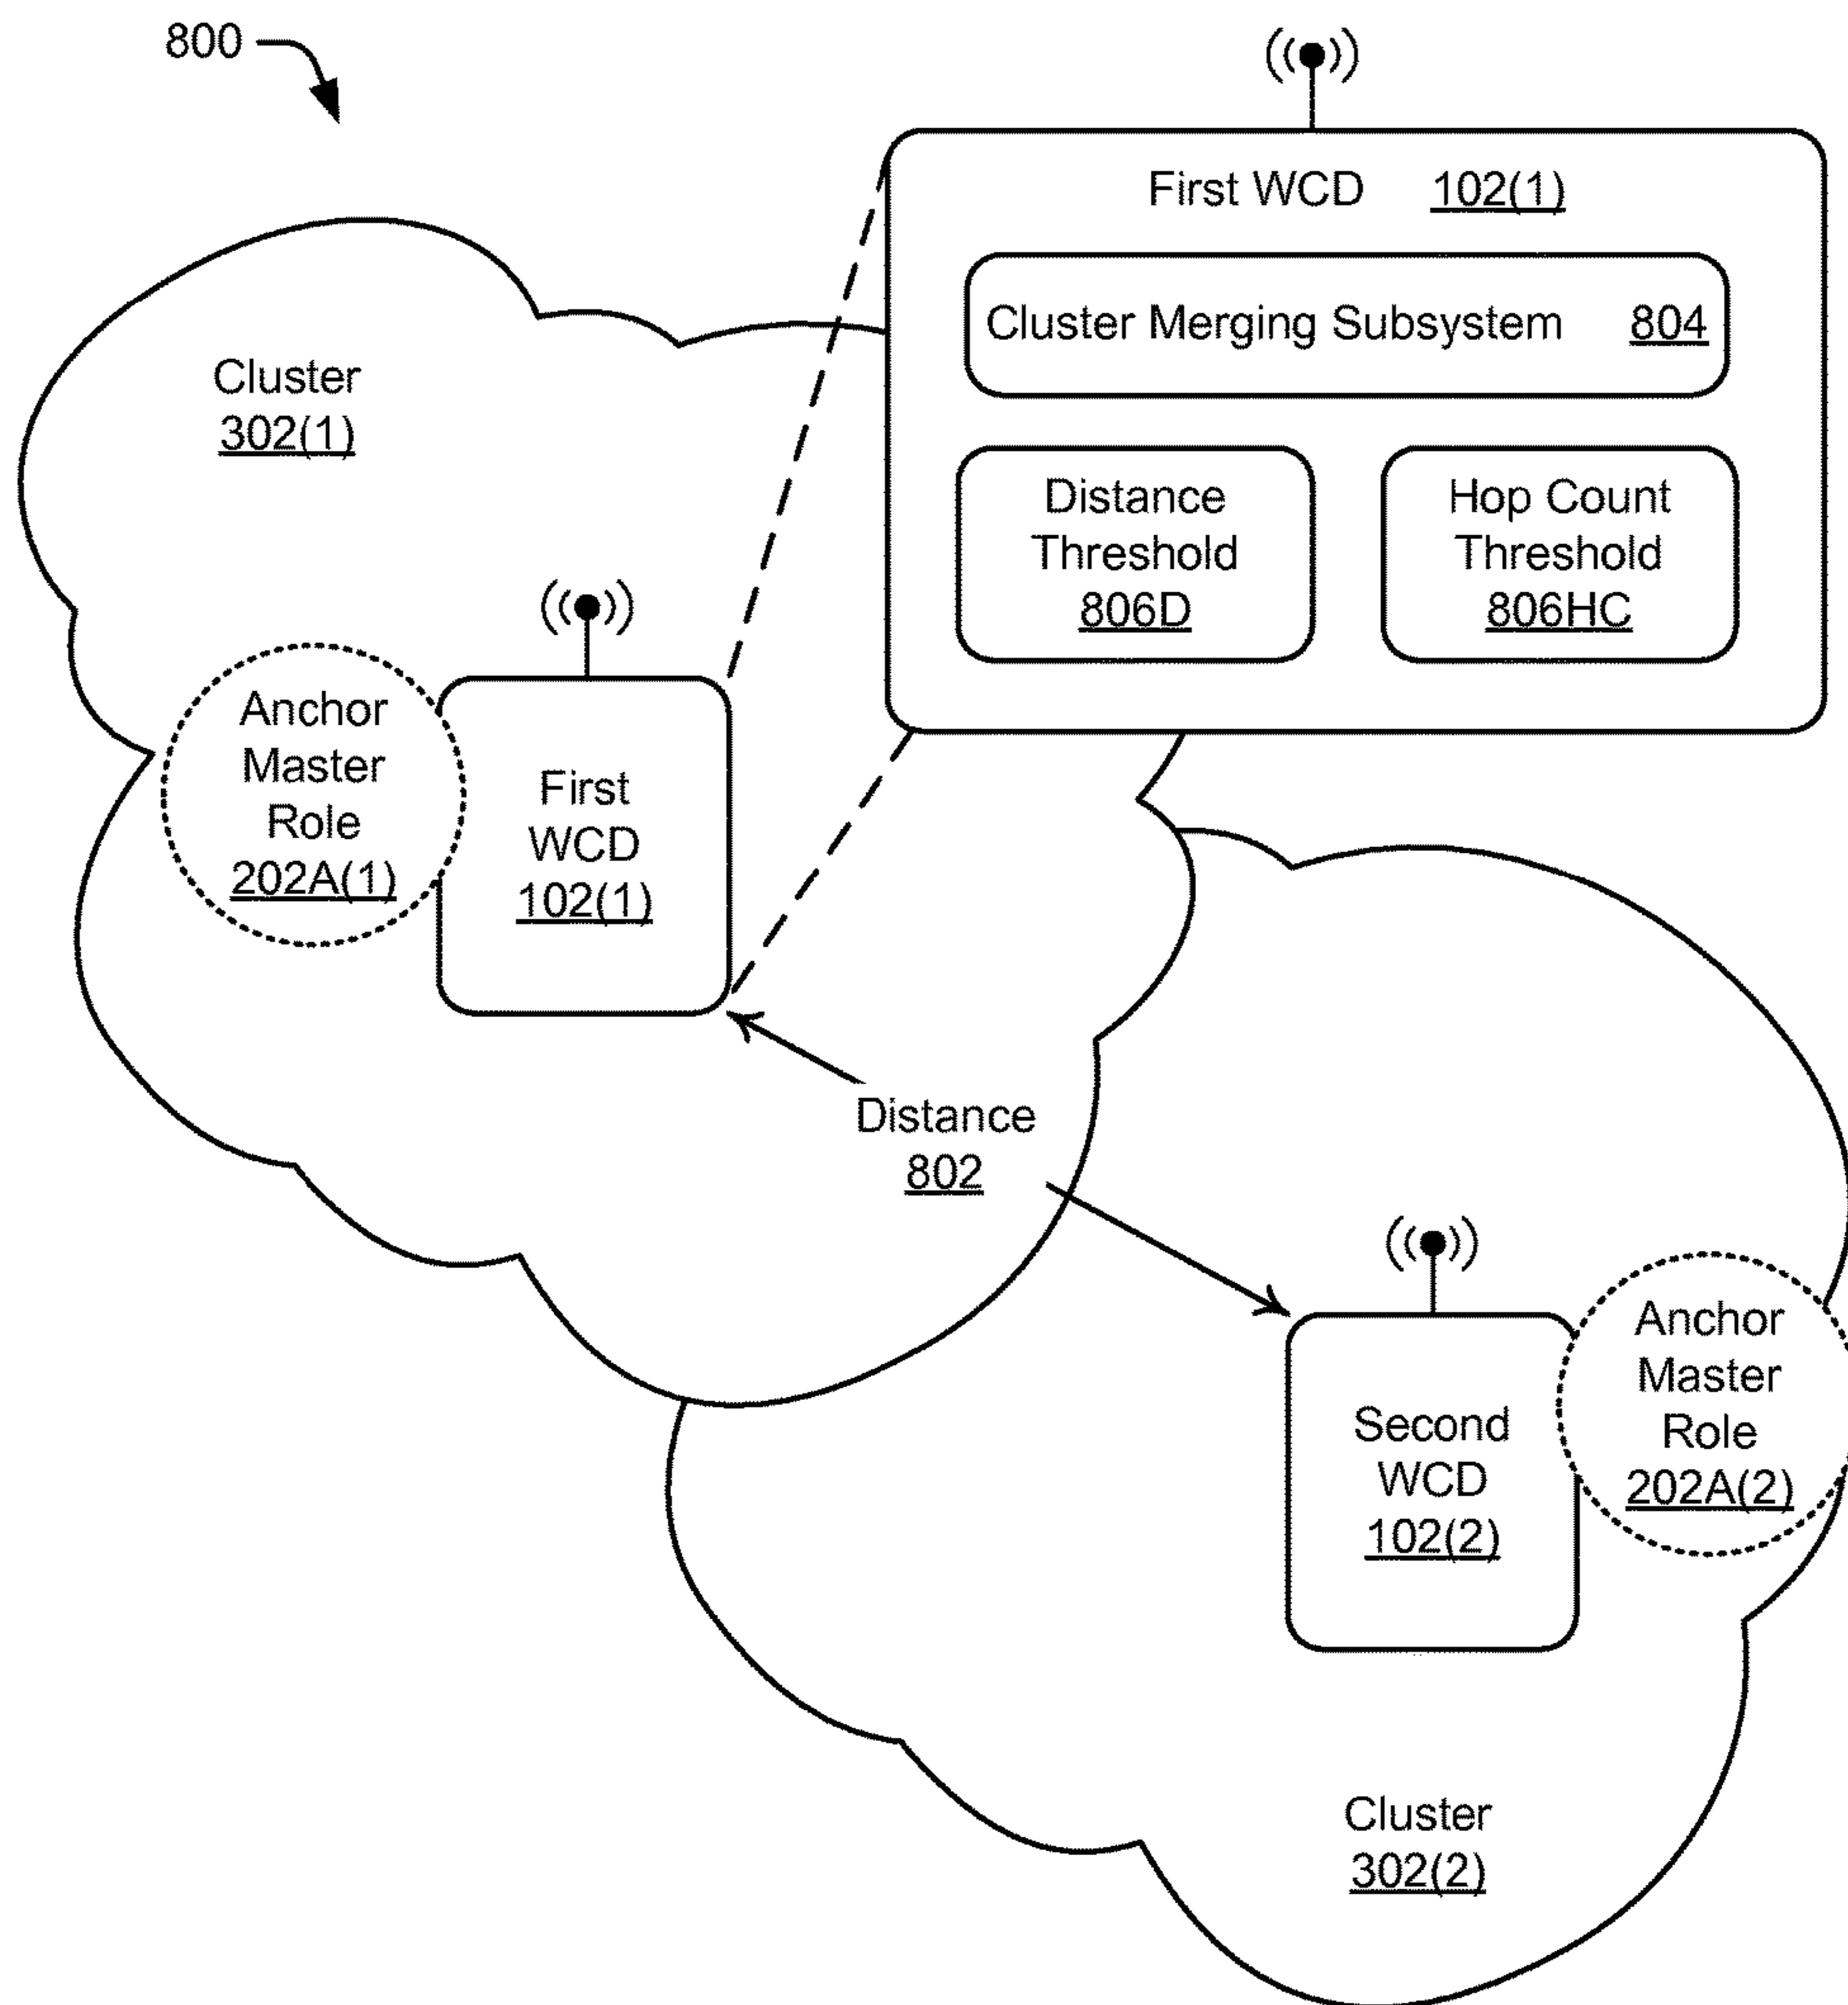 800
First WCD 102(1)
Cluster Merging Subsystem 804
Distance
Threshold
806D
Hop Count
Threshold
806HC
Cluster
302(1)
Anchor
Master
Role
202A(1)
First
WCD
102(1)
Distance
802
Second
WCD
102(2)
Anchor
Master
Role
202A(2)
Cluster
302(2)